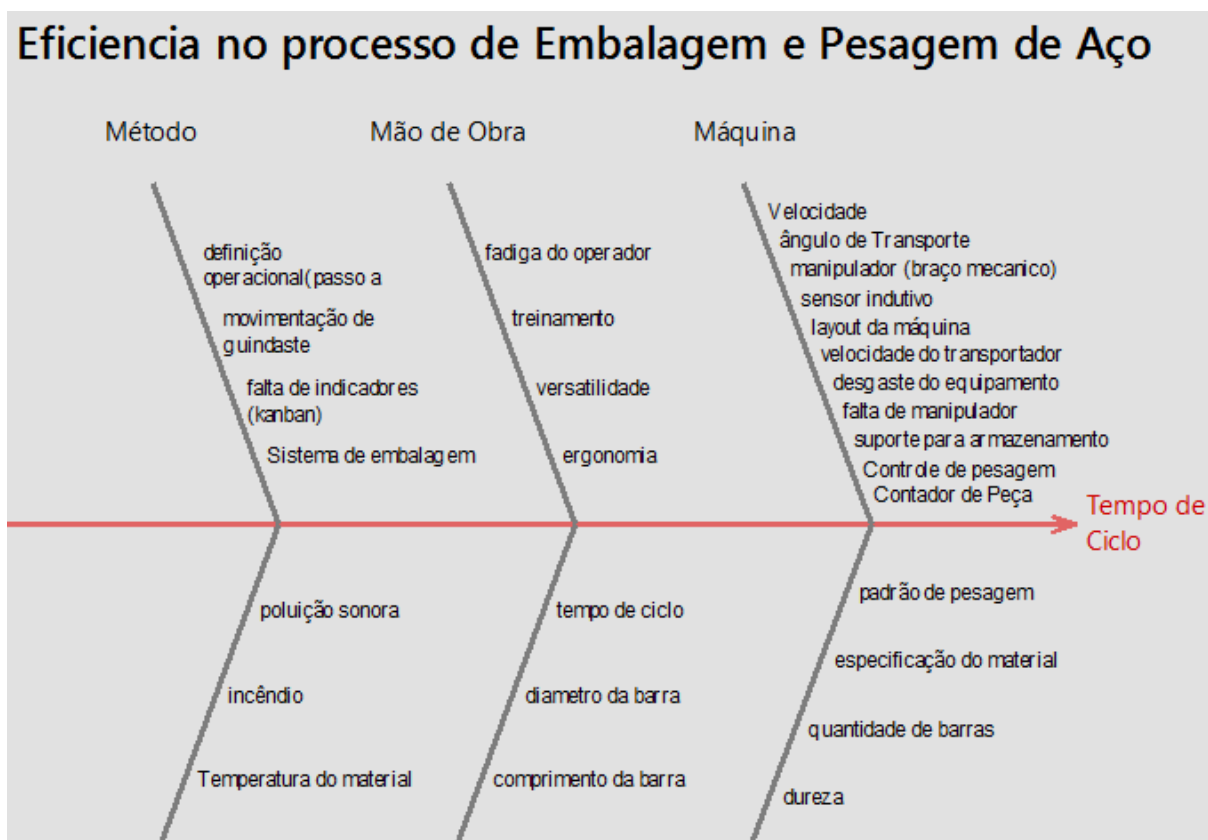 Eficiencia no processo de Embalagem e Pesagem de Aço
Método
Mão de Obra
Máquina
definição
operacional(passo a
movimentação de
guindaste
falta de indicadores
(kanban)
Sistema de embalagem
fadiga do operador
treinamento
versatilidade
ergonomia
Velocidade
ângulo de Transporte
manipulador (braço mecanico)
sensor indutivo
layout da máquina
velocidade do transportador
desgaste do equipamento
falta de manipulador
suporte para armazenamento
Controle de pesagem
Contador de Peça
Tempo de
Ciclo
poluição sonora
incêndio
Temperatura do material
tempo de ciclo
diametro da barra
comprimento da barra
padrão de pesagem
especificação do material
quantidade de barras
dureza